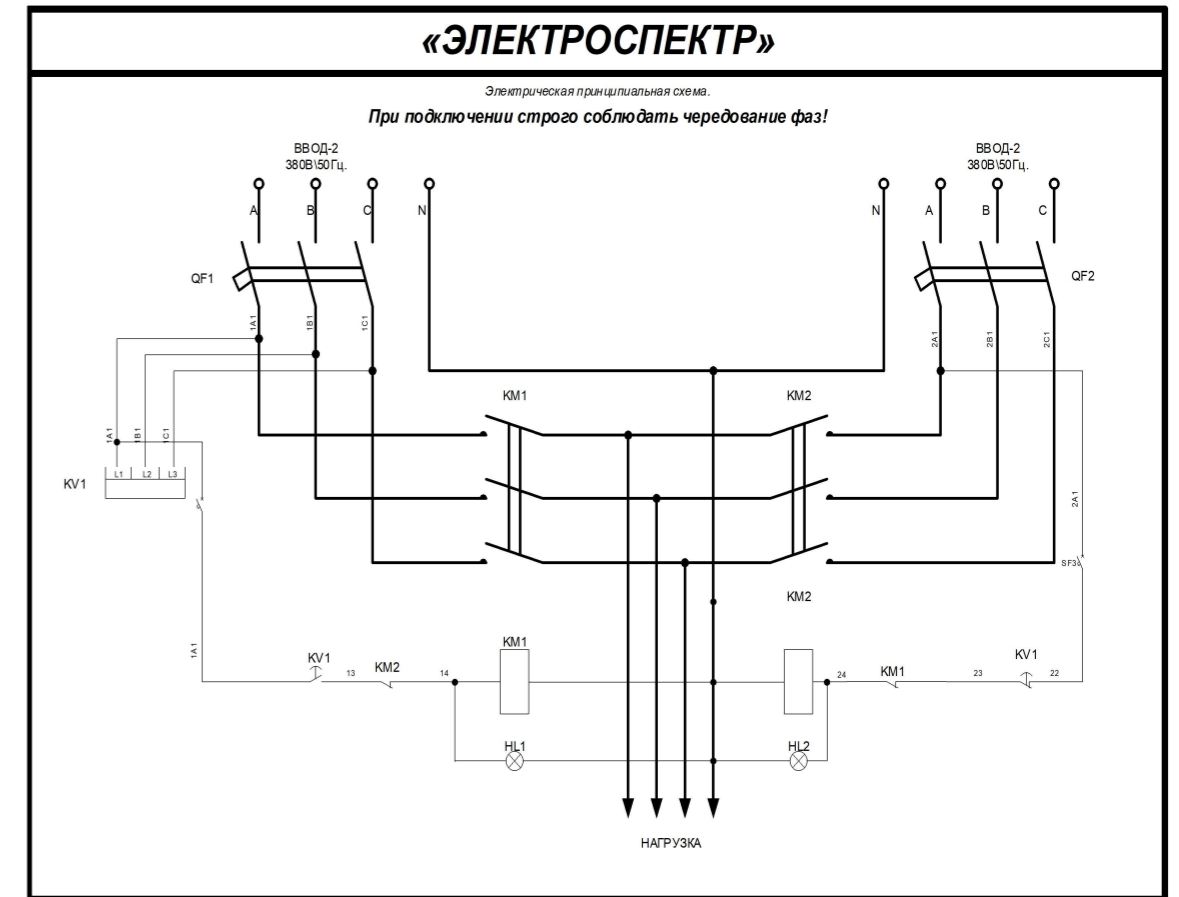 «ЭЛЕКТРОСПЕКТР»
Электрическая принципиальная схема.
При подключении строго соблюдать чередование фаз!
ВВОД-2
380В\50Гц.
ВВОД-2
380В\50Гц.
A
B
C
N
N
A
B
C
QF1
QF2
1A1
1B1
1C1
2A1
2B1
2C1
KM1
KM2
1A1
1B1
1C1
L1
L2
L3
KV1
2A1
SF3
KM2
1A1
KM1
KV1
13
KM2
14
24
KM1
23
KV1
22
HL1
HL2
НАГРУЗКА